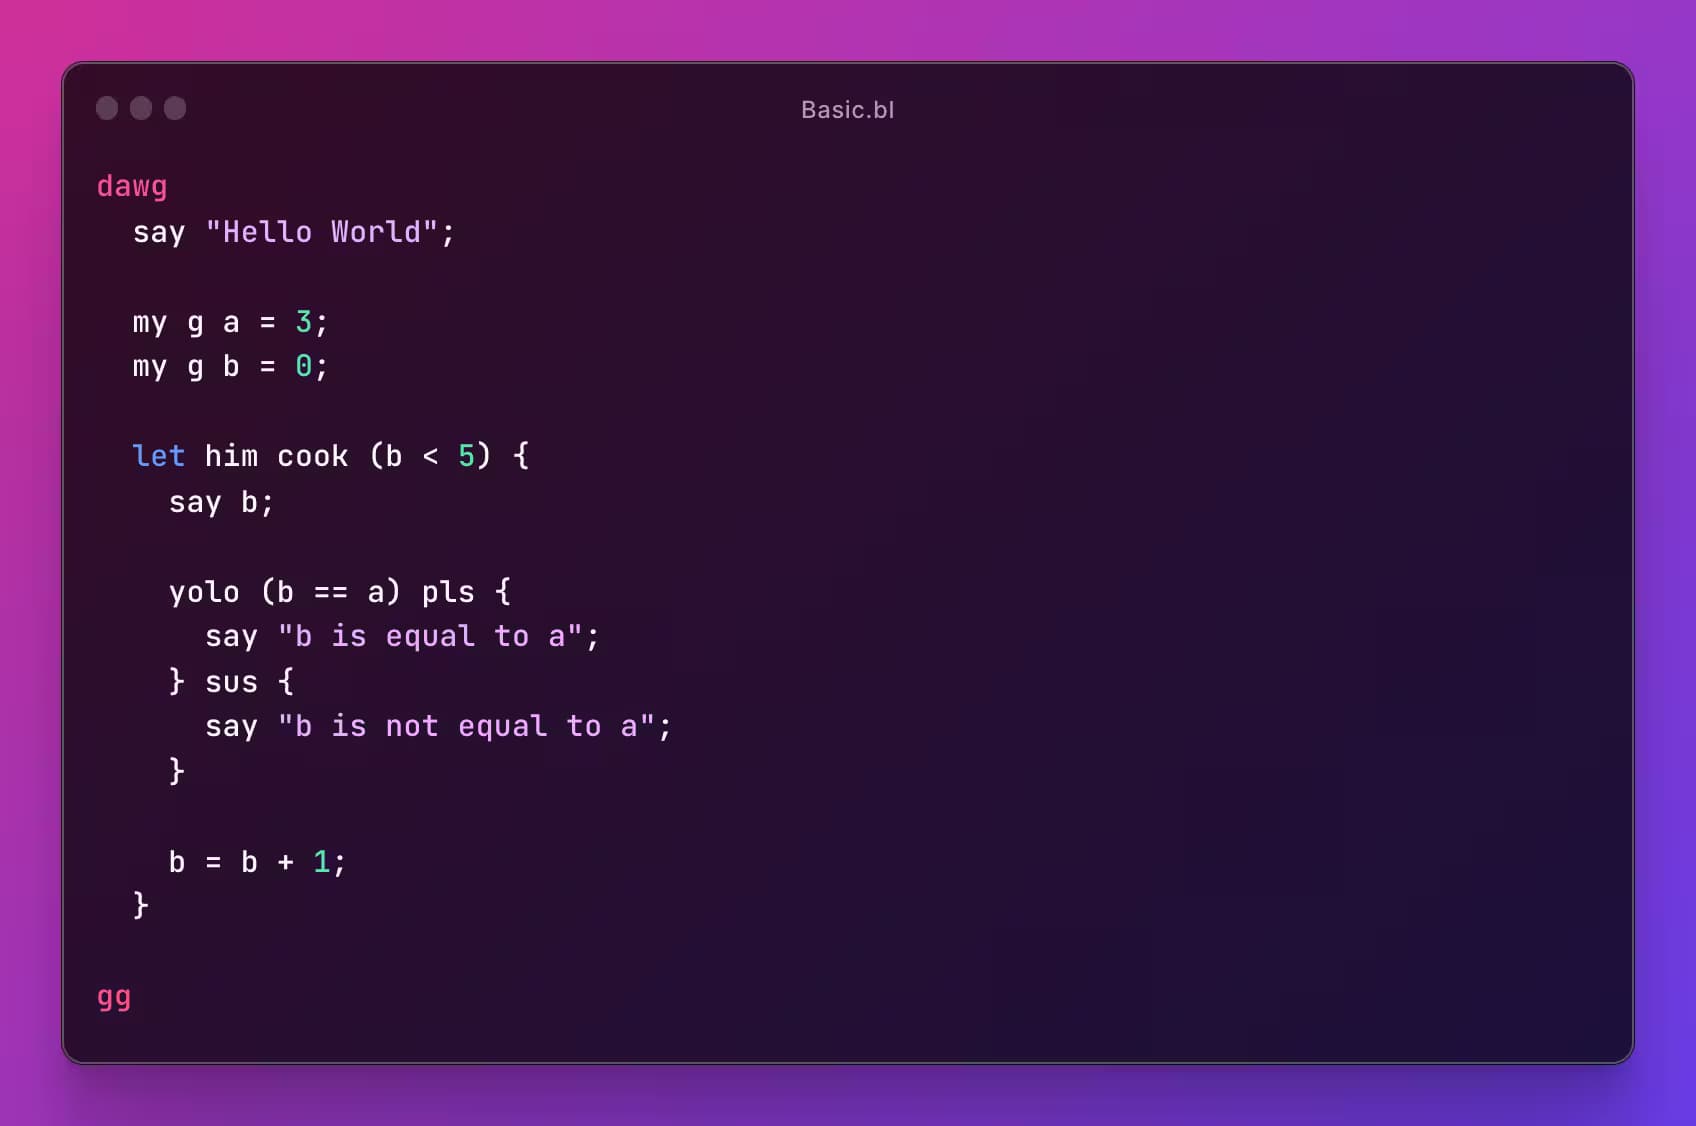 Basic.bl
dawg
  say "Hello World";
  my g a = 3;
  my g b = 0;
  let him cook (b < 5) {
    say b;
    yolo (b == a) pls {
      say "b is equal to a";
    } sus {
      say "b is not equal to a";
    }
    b = b + 1;
  }
gg